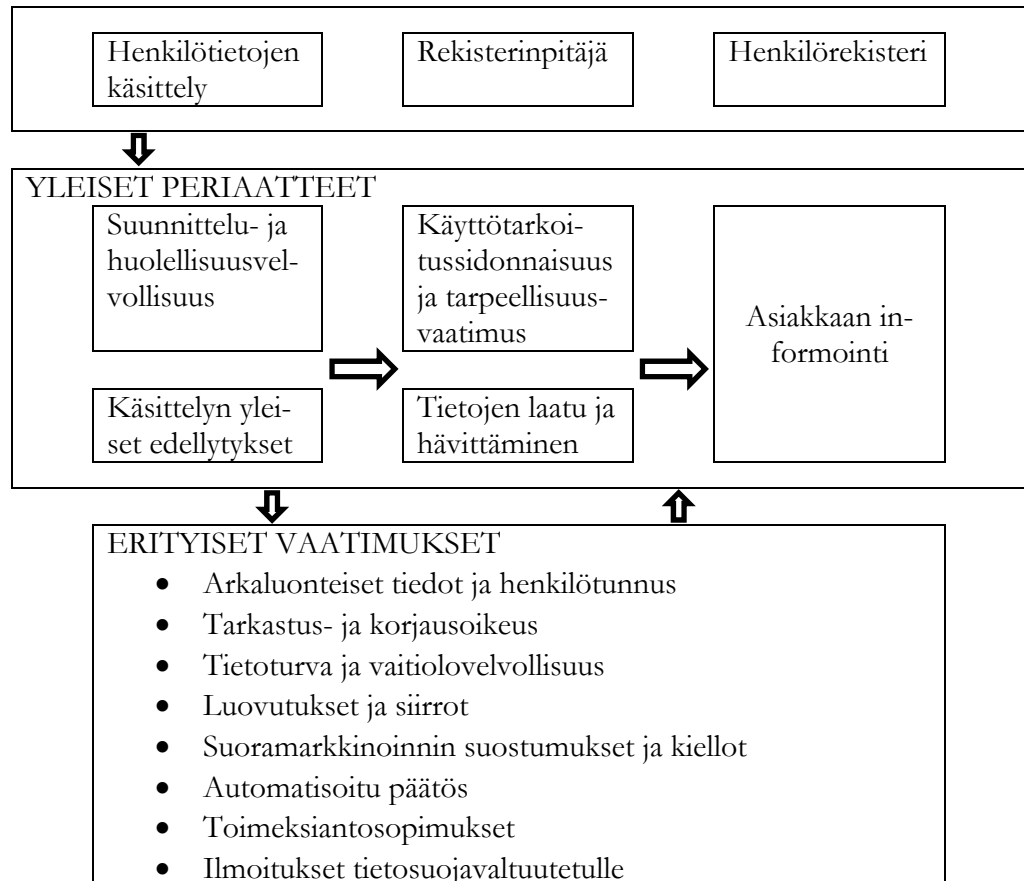 Henkilötietojen
käsittely
Rekisterinpitäjä
Henkilörekisteri
YLEISET PERIAATTEET
Suunnittelu- ja
huolellisuusvel-
vollisuus
Käyttötarkoi-
tussidonnaisuus
ja tarpeellisuus-
vaatimus
Asiakkaan in-
formointi
Käsittelyn ylei-
set edellytykset
Tietojen laatu ja
hävittäminen
ERITYISET VAATIMUKSET
• Arkaluonteiset tiedot ja henkilötunnus
• Tarkastus- ja korjausoikeus
• Tietoturva ja vaitiolovelvollisuus
• Luovutukset ja siirrot
• Suoramarkkinoinnin suostumukset ja kiellot
• Automatisoitu päätös
• Toimeksiantosopimukset
• Ilmoitukset tietosuojavaltuutetulle